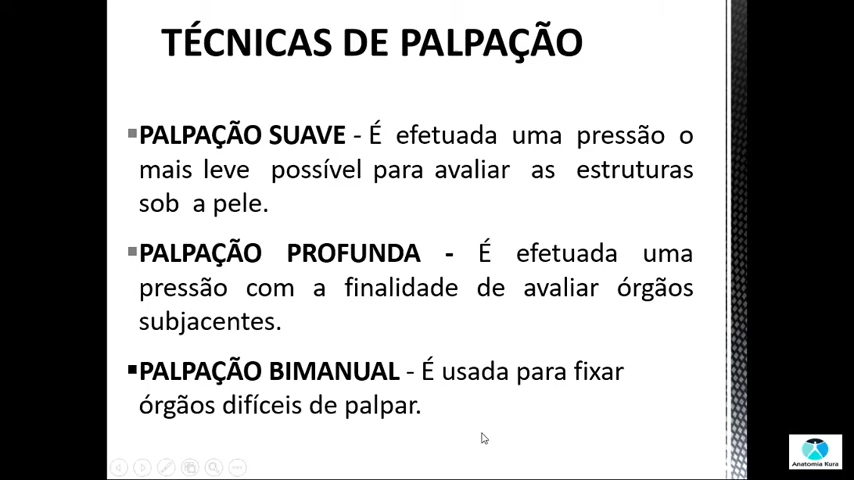 TÉCNICAS DE PALPAÇÃO
PALPAÇÃO SUAVE - É efetuada uma pressão o
mais leve possível para avaliar as estruturas
sob a pele.
PALPAÇÃO PROFUNDA - É efetuada uma
pressão com a finalidade de avaliar órgãos
subjacentes.
PALPAÇÃO BIMANUAL - É usada para fixar
órgãos difíceis de palpar.
Anatomia Kura